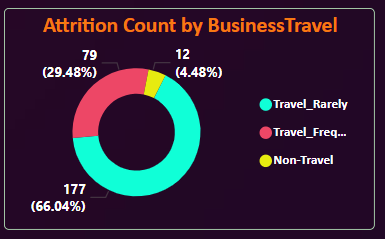 Attrition Count by BusinessTravel
79
(29.48%)
12
(4.48%)
Travel_Rarely
Travel_Freq...
Non-Travel
177
(66.04%)